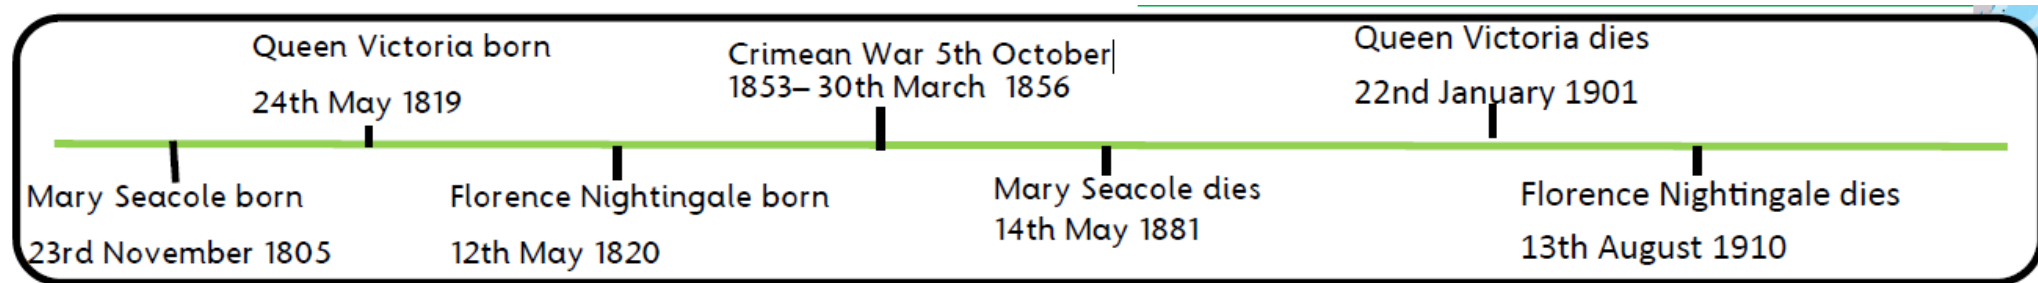 Queen Victoria born
24th May 1819
Crimean War 5th October
1853– 30th March  1856
Queen Victoria dies
22nd January 1901
Mary Seacole born
23rd November 1805
Florence Nightingale born
12th May 1820
Mary Seacole dies
14th May 1881
Florence Nightingale dies
13th August 1910